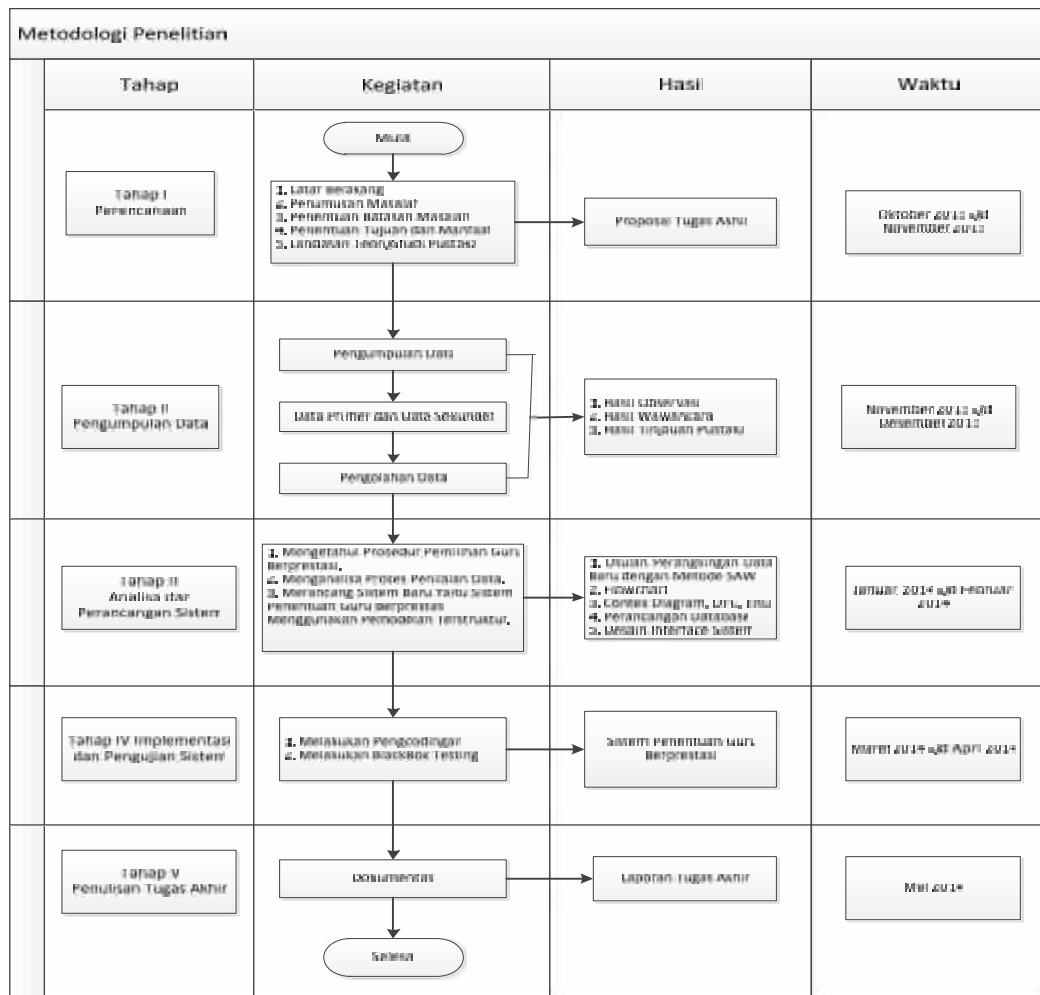 Metodologi Penelitian
Tahap
Kegiatan
Hasil
Waktu
Mulai
Tahap I
Perencanaan
1. Latar Belakang
2. Perumusan Masalah
3. Penentuan Batasan Masalah
4. Penentuan Tujuan dan Manfaat
5. Landasan Teori/Studi Pustaka
Proposal Tugas Akhir
Oktober 2013 s/d
November 2013
Tahap II
Pengumpulan Data
Pengumpulan Data
Data Primer dan Data Sekunder
Pengolahan Data
1. Hasil Observasi
2. Hasil Wawancara
3. Hasil Tinjauan Pustaka
November 2013 s/d
Desember 2013
Tahap III
Analisa dan
Perancangan Sistem
1. Mengetahui Prosedur Pemilihan Guru
Berprestasi.
2. Menganalisa Proses Penilaian Data.
3. Merancang Sistem Baru Yaitu Sistem
Penentuan Guru Berprestasi
Menggunakan Pemodelan Terstruktur.
1. Usulan Perangkingan Data
Baru dengan Metode SAW
2. Flowchart
3. Contex Diagram, DFD, ERD
4. Perancangan Database
5. Desain Interface Sistem
Januari 2014 s/d Februari
2014
Tahap IV Implementasi
dan Pengujian Sistem
1. Melakukan Pengcodingan
2. Melakukan BlackBox Testing
Sistem Penentuan Guru
Berprestasi
Maret 2014 s/d April 2014
Tahap V
Penulisan Tugas Akhir
Dokumentasi
Laporan Tugas Akhir
Mei 2014
Selesai